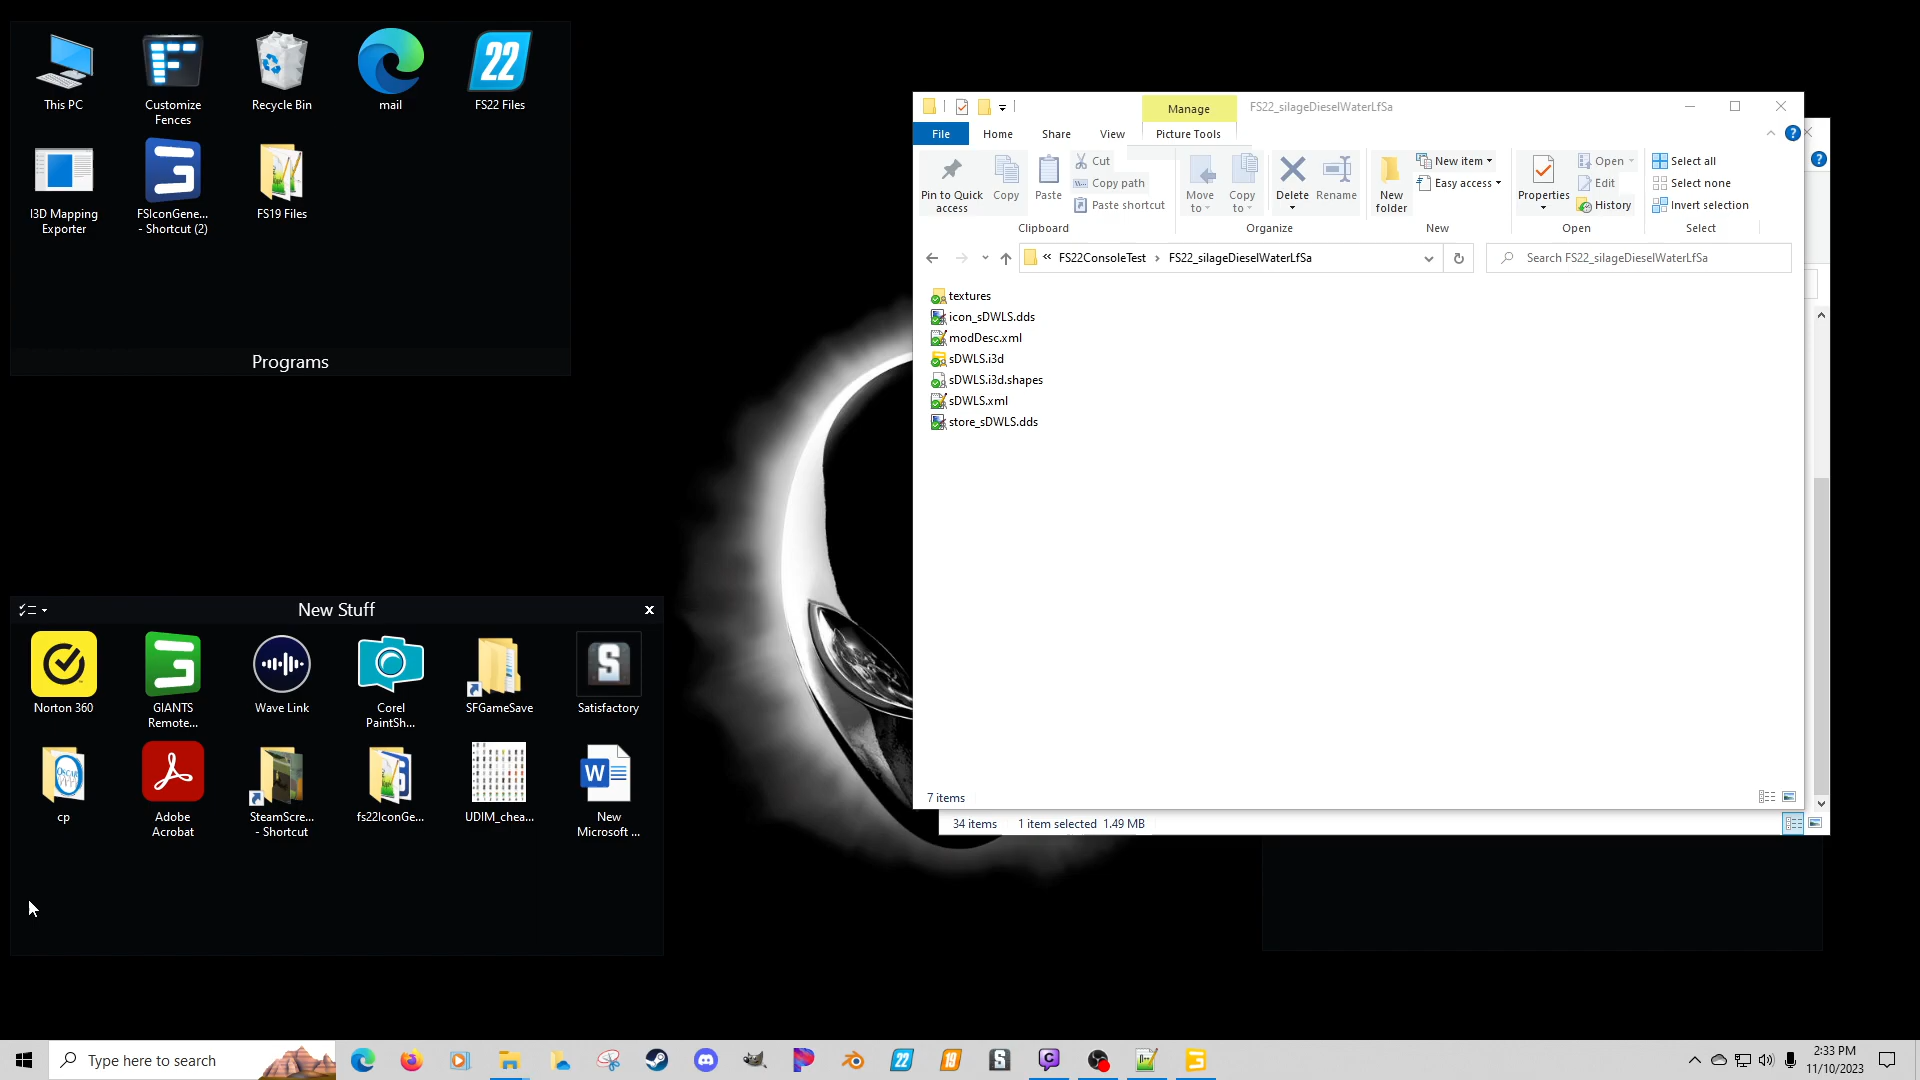 This PC
Customize
Fences
Recycle Bin
mail
22
FS22 Files
I3D Mapping
Exporter
FSIconGene...
- Shortcut (2)
FS19 Files
Programs
New Stuff
Norton 360
GIANTS
Remote...
Wave Link
Corel
PaintSh...
SFGameSave
S
Satisfactory
OSCAR
cp
Adobe
Acrobat
SteamScre...
- Shortcut
fs22IconGe...
UDIM_chea...
W
New
Microsoft ...
Manage
FS22_silageDieselWaterLfSa
File
Home
Share
View
Picture Tools
Pin to Quick
access
Copy
Paste
Cut
Copy path
Paste shortcut
Clipboard
Move
to
Copy
to
Delete
Rename
Organize
New
folder
New item
Easy access
New
Properties
Open
Edit
History
Open
Select all
Select none
Invert selection
Select
« FS22ConsoleTest › FS22_silageDieselWaterLfSa
Search FS22_silageDieselWaterLfSa
textures
icon_sDWLS.dds
modDesc.xml
sDWLS.i3d
sDWLS.i3d.shapes
sDWLS.xml
store_sDWLS.dds
7 items
34 items 1 item selected 1.49 MB
Type here to search
22
19
S
2:33 PM
11/10/2023